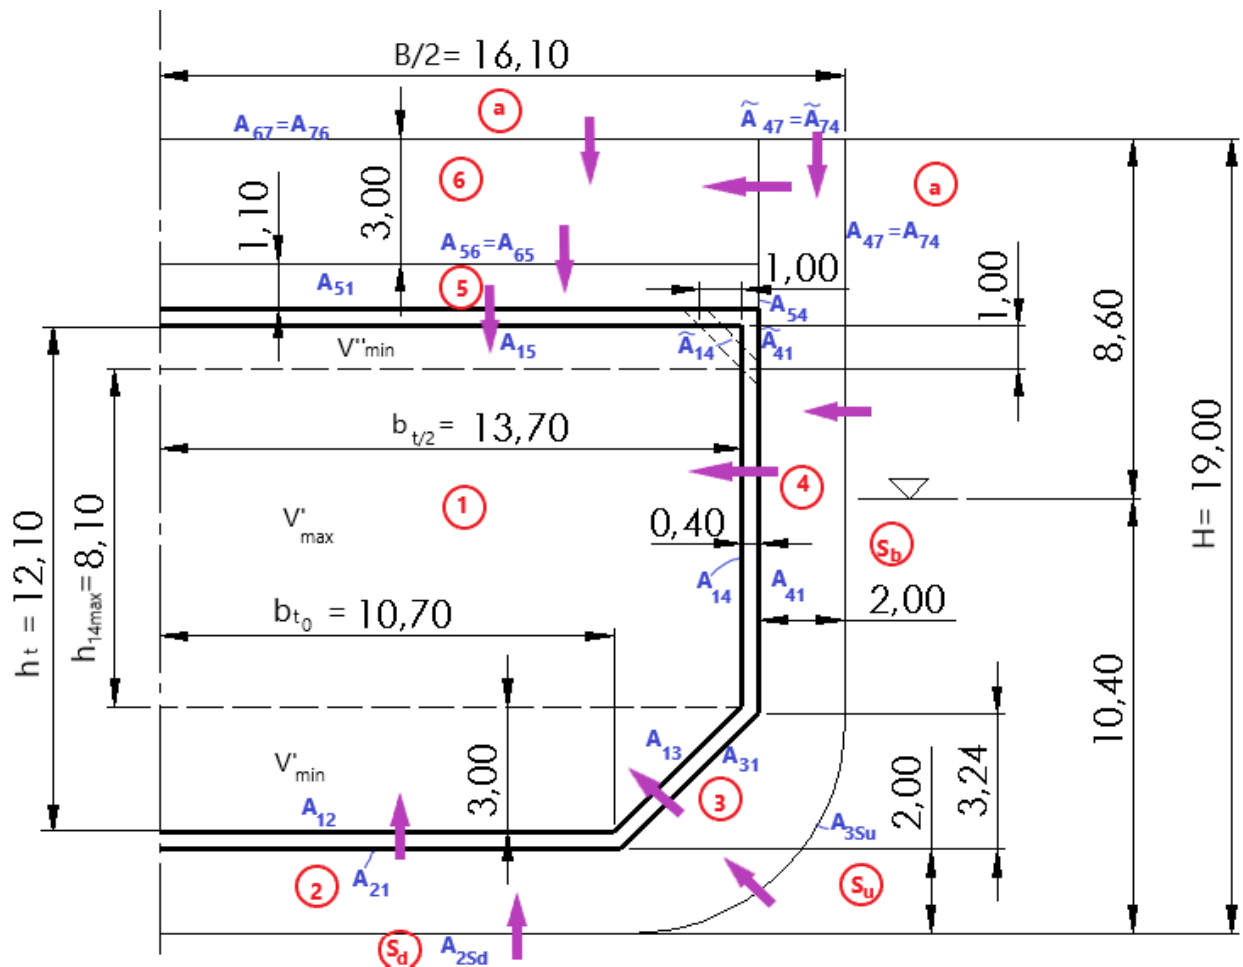 B/2= 16,10
a
A67=A76
Ã47=Ã74
6
a
3,00
1,10
A47=A74
A56=A65
1,00
A51
5
1,00
A54
A15
Ã14
Ã41
V''min
8,60
bt/2= 13,70
1
4
H= 19,00
V'max
0,40
Sb
ht = 12,10
h14max=8,10
A14
A41
2,00
bt0 = 10,70
10,40
A13
A31
V'min
3,00
3
2,00
3,24
A12
A3Su
A21
2
Su
Sd
A2Sd